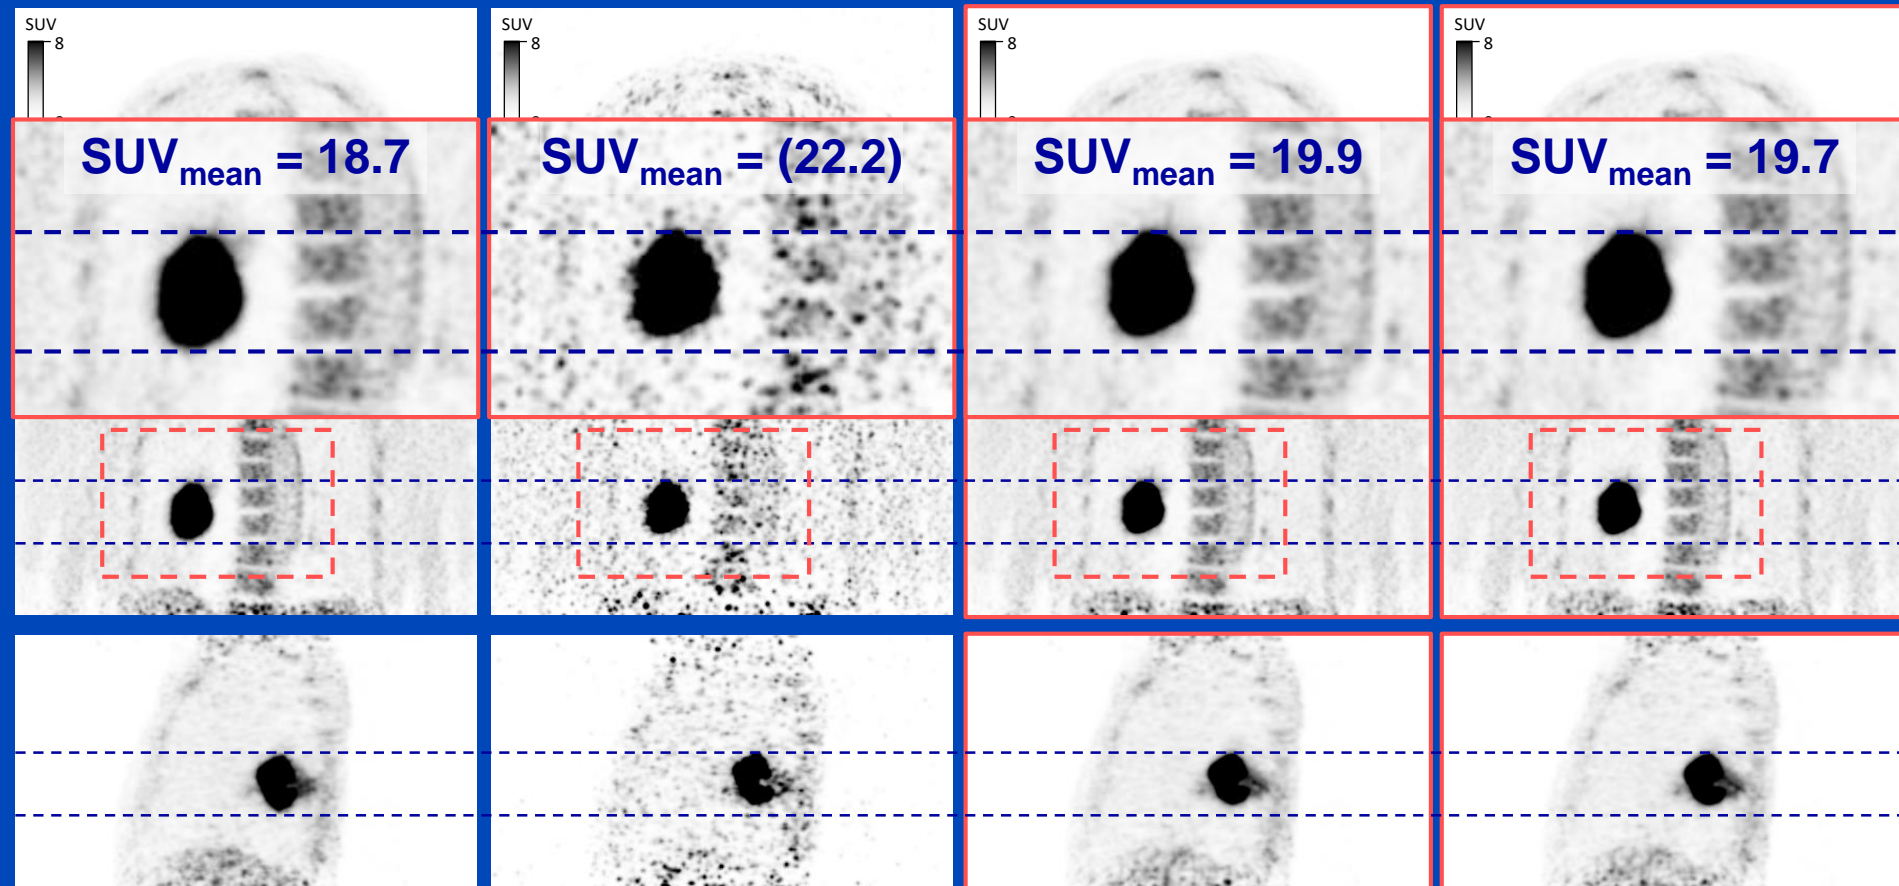 SUV SUV SUV SUV
8 8 8 8
SUVmean = 18.7 SUVmean = (22.2) SUVmean = 19.9 SUVmean = 19.7